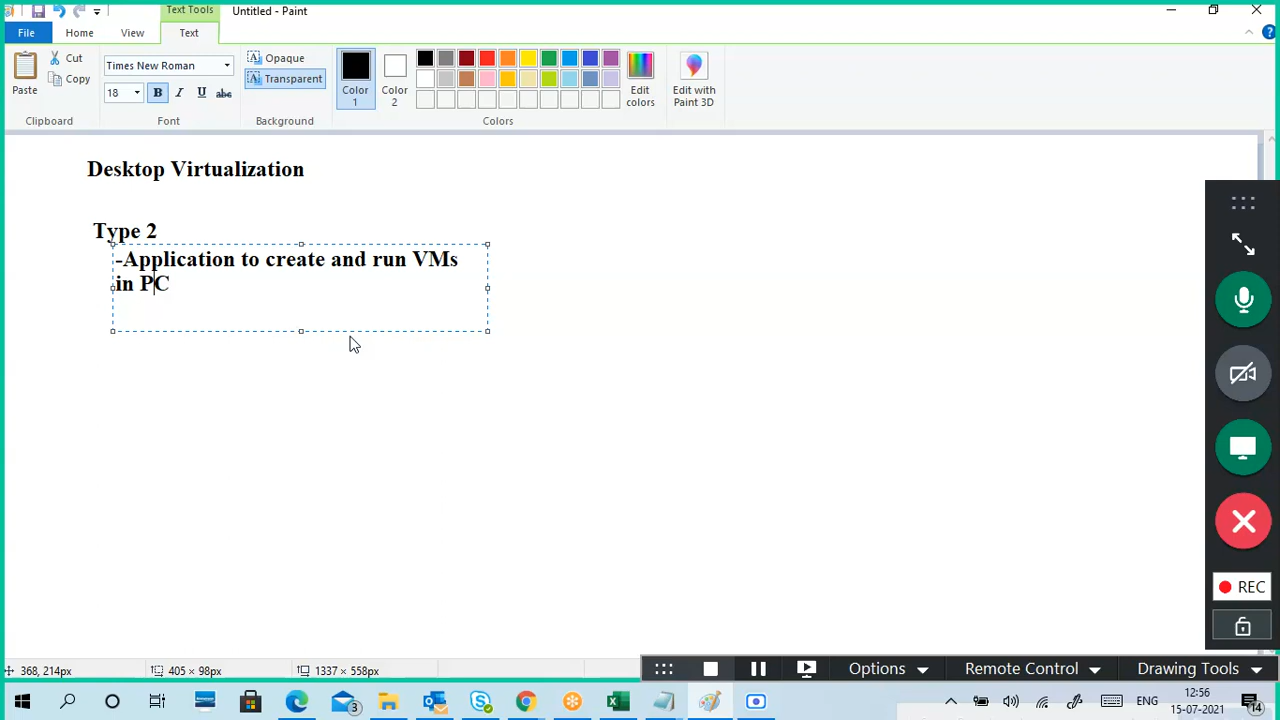 Text Tools
Untitled - Paint
File
Home
View
Text
Paste
Cut
Copy
Clipboard
Times New Roman
18
B
I
U
abc
Font
Opaque
Transparent
Background
Color
1
Color
2
Edit
colors
Colors
Edit with
Paint 3D
Desktop Virtualization
Type 2
-Application to create and run VMs
in PC
REC
368, 214px
405 × 98px
1337 × 558px
Options
Remote Control
Drawing Tools
3
ENG
12:56
15-07-2021
14